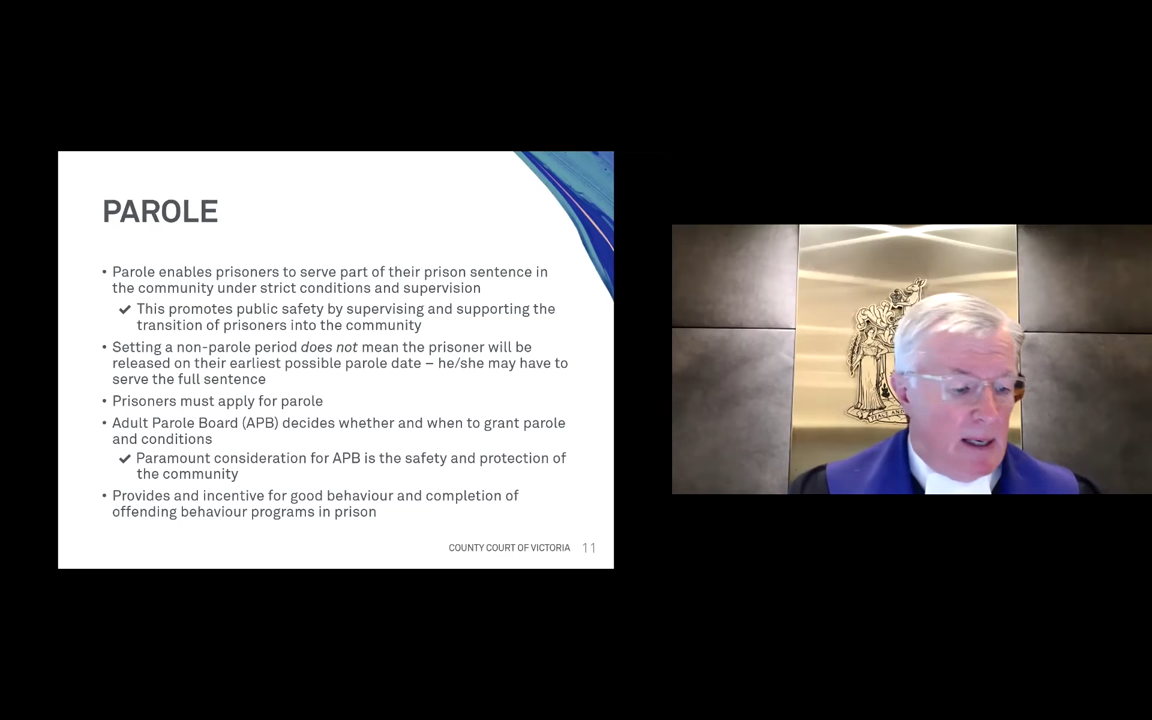 PAROLE
• Parole enables prisoners to serve part of their prison sentence in
the community under strict conditions and supervision
✔ This promotes public safety by supervising and supporting the
transition of prisoners into the community
• Setting a non-parole period does not mean the prisoner will be
released on their earliest possible parole date – he/she may have to
serve the full sentence
• Prisoners must apply for parole
• Adult Parole Board (APB) decides whether and when to grant parole
and conditions
✔ Paramount consideration for APB is the safety and protection of
the community
• Provides and incentive for good behaviour and completion of
offending behaviour programs in prison
COUNTY COURT OF VICTORIA 11